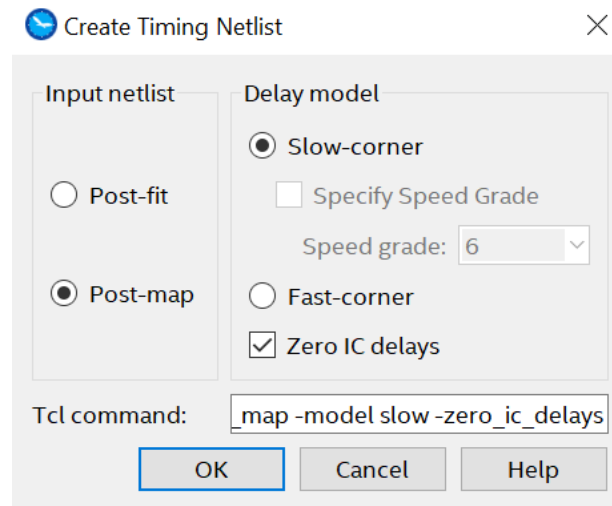 Create Timing Netlist
Input netlist
Post-fit
Post-map
Delay model
Slow-corner
Specify Speed Grade
Speed grade: 6
Fast-corner
Zero IC delays
Tcl command: _map -model slow -zero_ic_delays
OK Cancel Help